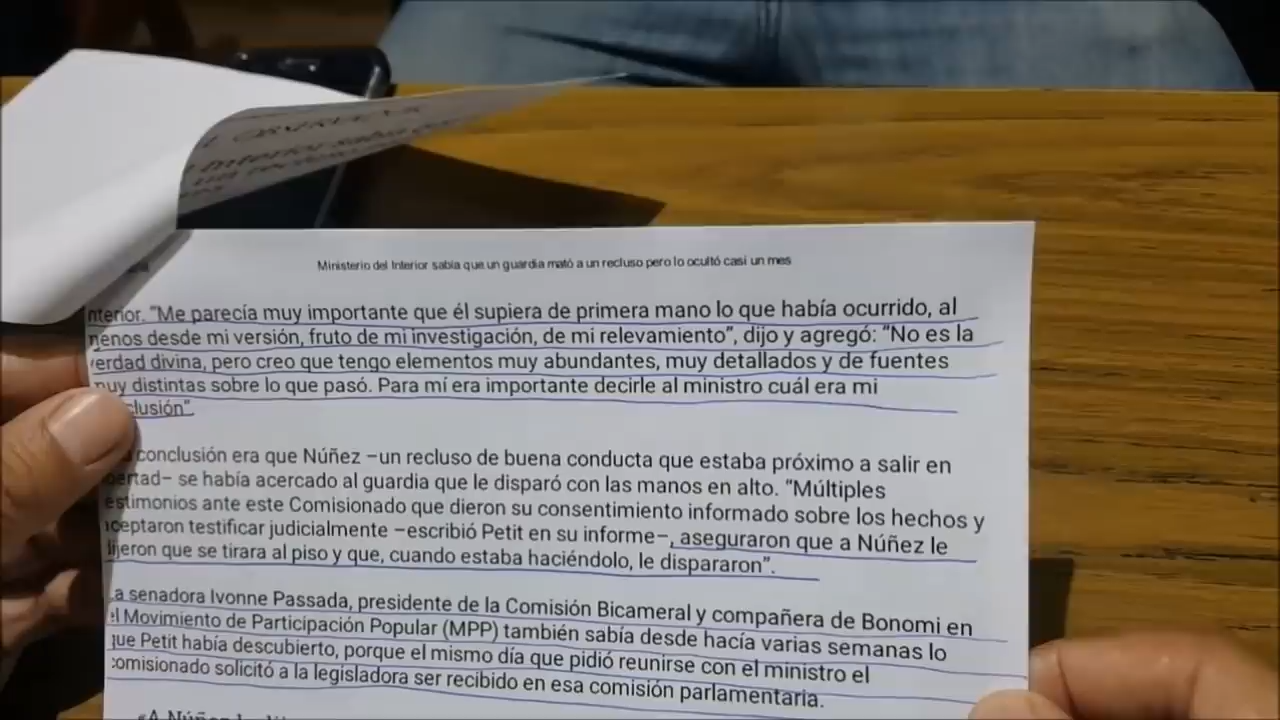 Ministerio del Interior sabía que un guardia mató a un recluso pero lo ocultó casi un mes
nterior. “Me parecía muy importante que él supiera de primera mano lo que había ocurrido, al
nenos desde mi versión, fruto de mi investigación, de mi relevamiento”, dijo y agregó: “No es la
verdad divina, pero creo que tengo elementos muy abundantes, muy detallados y de fuentes
nuy distintas sobre lo que pasó. Para mí era importante decirle al ministro cuál era mi
clusión”.
conclusión era que Núñez –un recluso de buena conducta que estaba próximo a salir en
bertad– se había acercado al guardia que le disparó con las manos en alto. “Múltiples
estimonios ante este Comisionado que dieron su consentimiento informado sobre los hechos y
aceptaron testificar judicialmente –escribió Petit en su informe–, aseguraron que a Núñez le
dijeron que se tirara al piso y que, cuando estaba haciéndolo, le dispararon”.
La senadora Ivonne Passada, presidente de la Comisión Bicameral y compañera de Bonomi en
el Movimiento de Participación Popular (MPP) también sabía desde hacía varias semanas lo
que Petit había descubierto, porque el mismo día que pidió reunirse con el ministro el
comisionado solicitó a la legisladora ser recibido en esa comisión parlamentaria.
«A Núñez